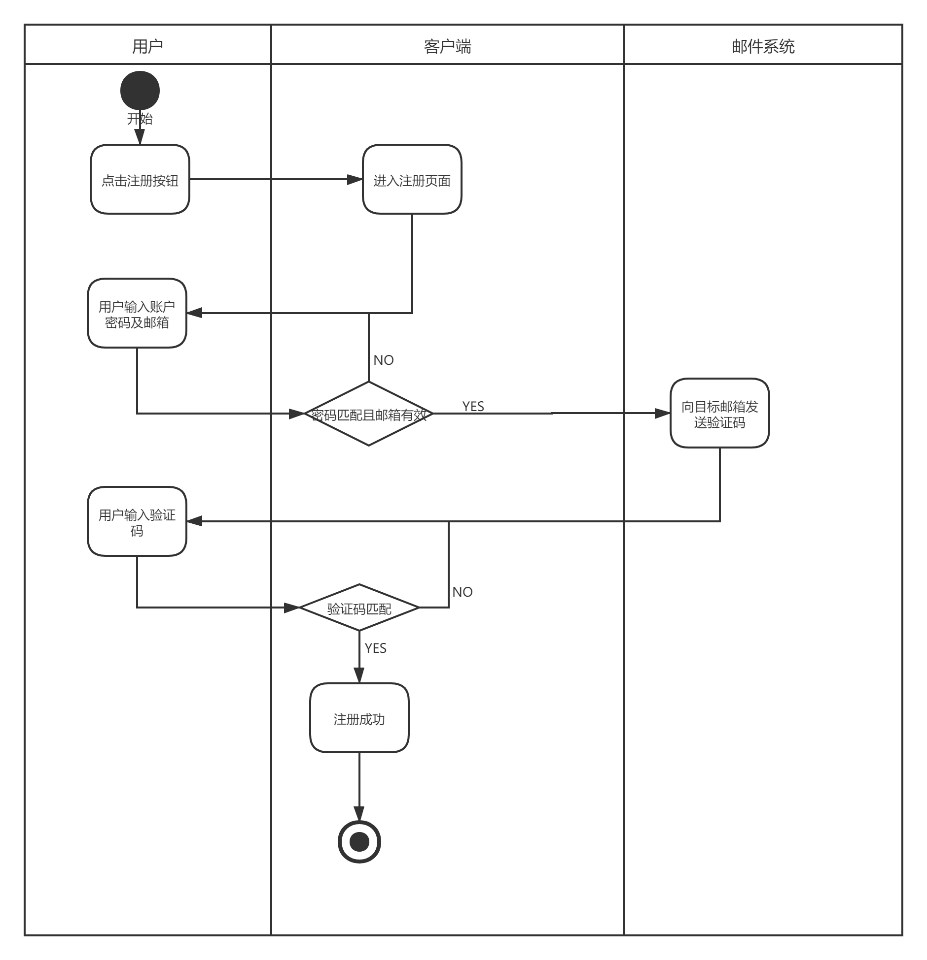 用户
客户端
邮件系统
开始
点击注册按钮
进入注册页面
用户输入账户
密码及邮箱
NO
密码匹配且邮箱有效
YES
向目标邮箱发
送验证码
用户输入验证
码
验证码匹配
NO
YES
注册成功